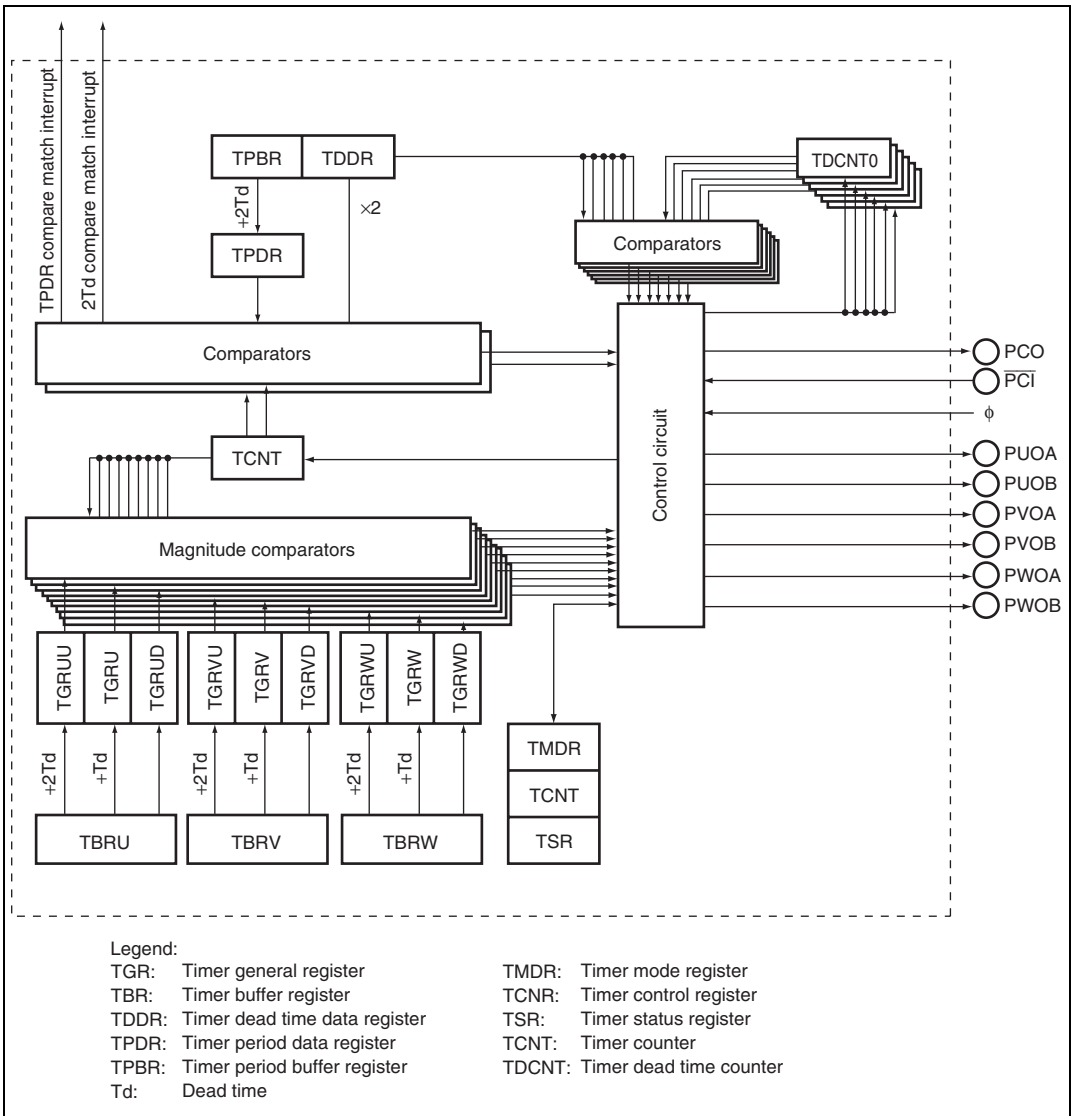 TPDR compare match interrupt
2Td compare match interrupt
TPBR
TDDR
TDCNT0
+2Td
×2
TPDR
Comparators
Comparators
PCO
PCI
ϕ
TCNT
Control circuit
PUOA
PUOB
PVOA
PVOB
PWOA
PWOB
Magnitude comparators
TGRUU
TGRU
TGRUD
TGRVU
TGRV
TGRVD
TGRWU
TGRW
TGRWD
+2Td
+Td
+2Td
+Td
+2Td
+Td
TBRU
TBRV
TBRW
TMDR
TCNT
TSR
Legend:
TGR: Timer general register
TBR: Timer buffer register
TDDR: Timer dead time data register
TPDR: Timer period data register
TPBR: Timer period buffer register
Td: Dead time
TMDR: Timer mode register
TCNR: Timer control register
TSR: Timer status register
TCNT: Timer counter
TDCNT: Timer dead time counter